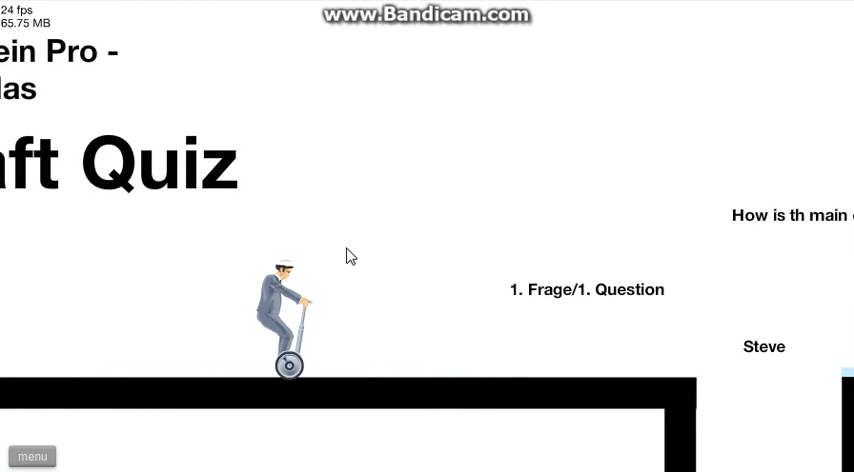 24 fps
65.75 MB
www.Bandicam.com
ein Pro -
las
aft Quiz
How is th main
1. Frage/1. Question
Steve
menu